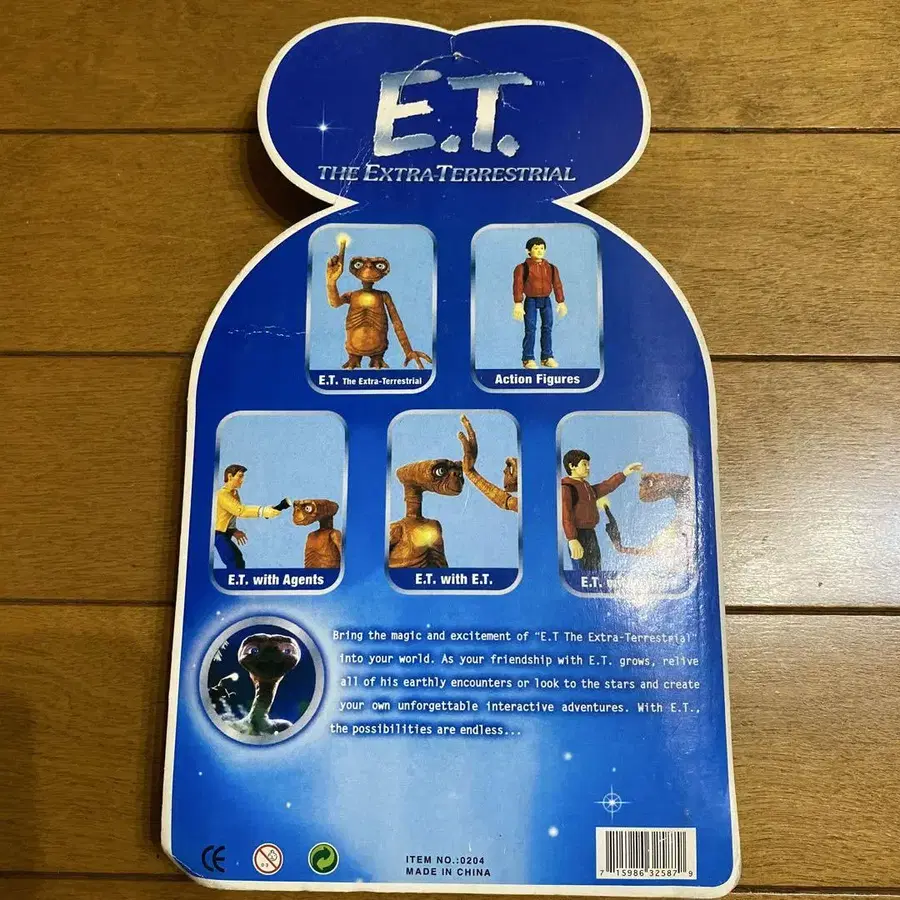 E.T.™
THE EXTRA-TERRESTRIAL
E.T. The Extra-Terrestrial
Action Figures
E.T. with Agents
E.T. with E.T.
E.T.
Bring the magic and excitement of "E.T The Extra-Terrestrial"
into your world. As your friendship with E.T. grows, relive
all of his earthly encounters or look to the stars and create
your own unforgettable interactive adventures. With E.T.,
the possibilities are endless...
CE
0-3
ITEM NO.:0204
MADE IN CHINA
7 15986 32587 9